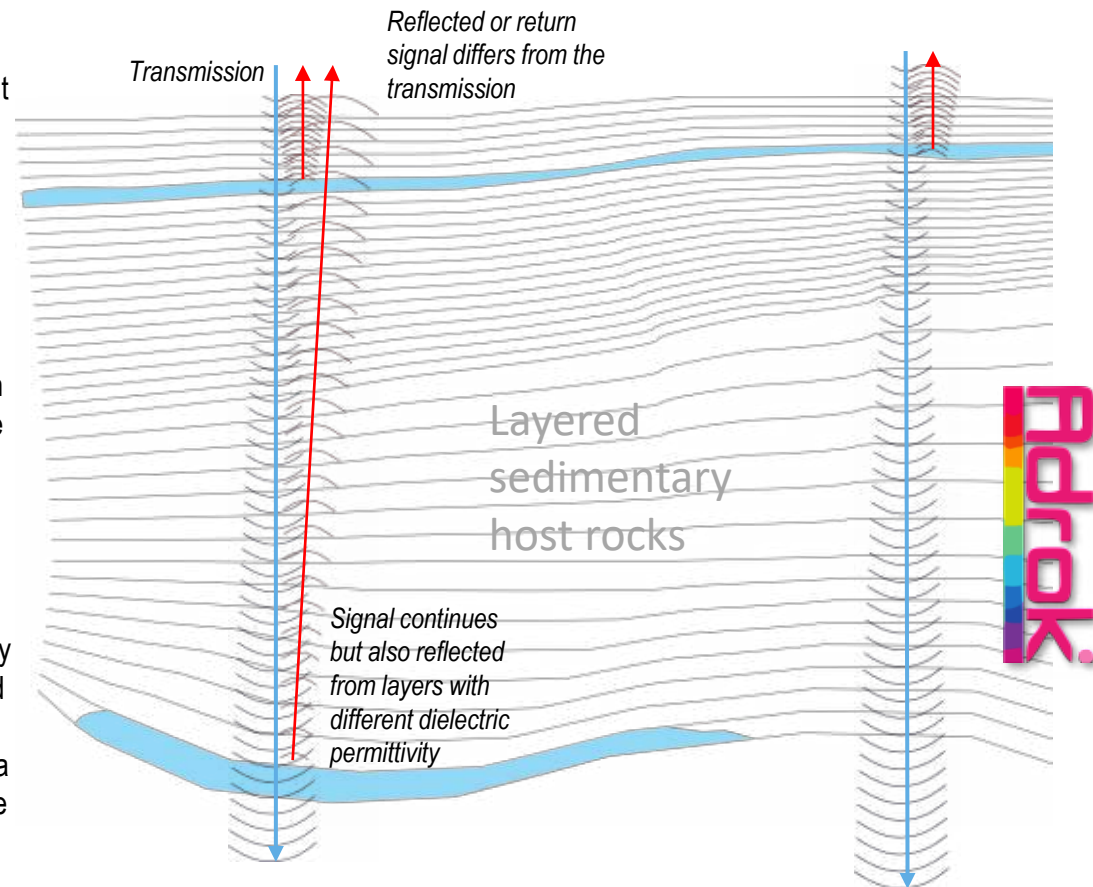 Reflected or return
signal differs from the
transmission
Transmission
Layered
sedimentary
host rocks
Signal continues
but also reflected
from layers with
different dielectric
permittivity
Adrok